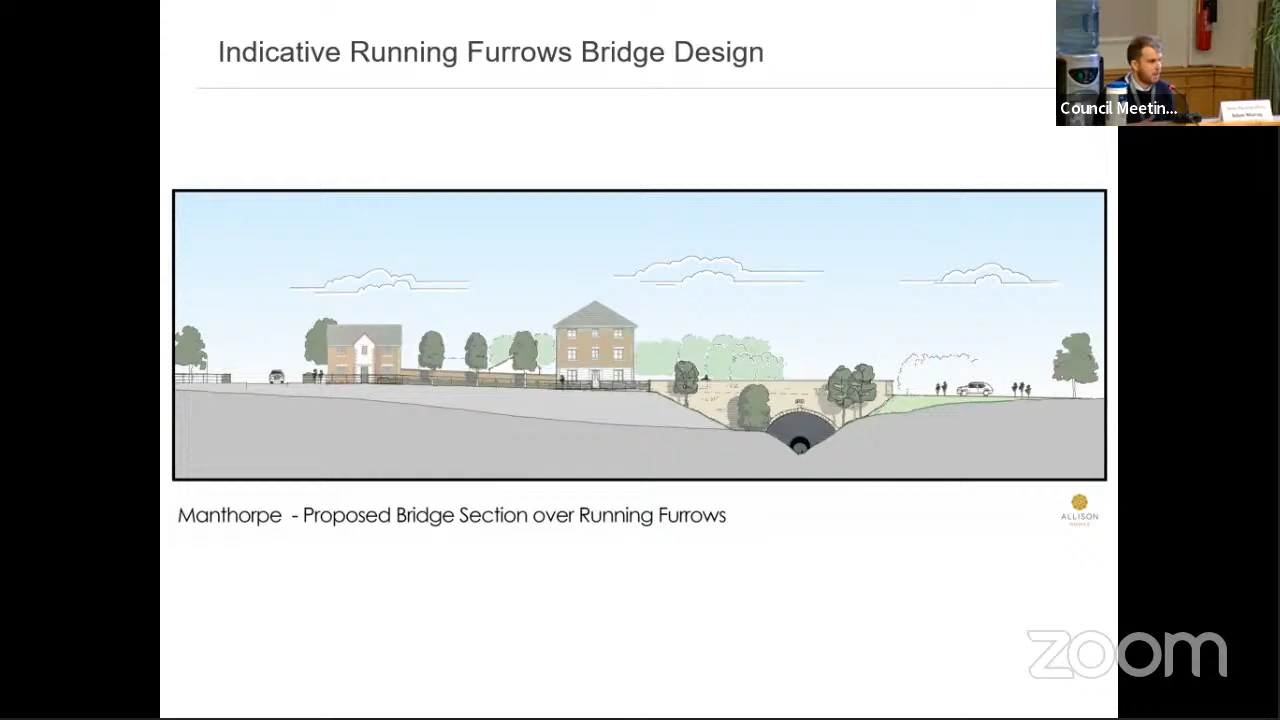 Indicative Running Furrows Bridge Design
Council Meetin...
Manthorpe - Proposed Bridge Section over Running Furrows
ALLISON
HOMES
zoom